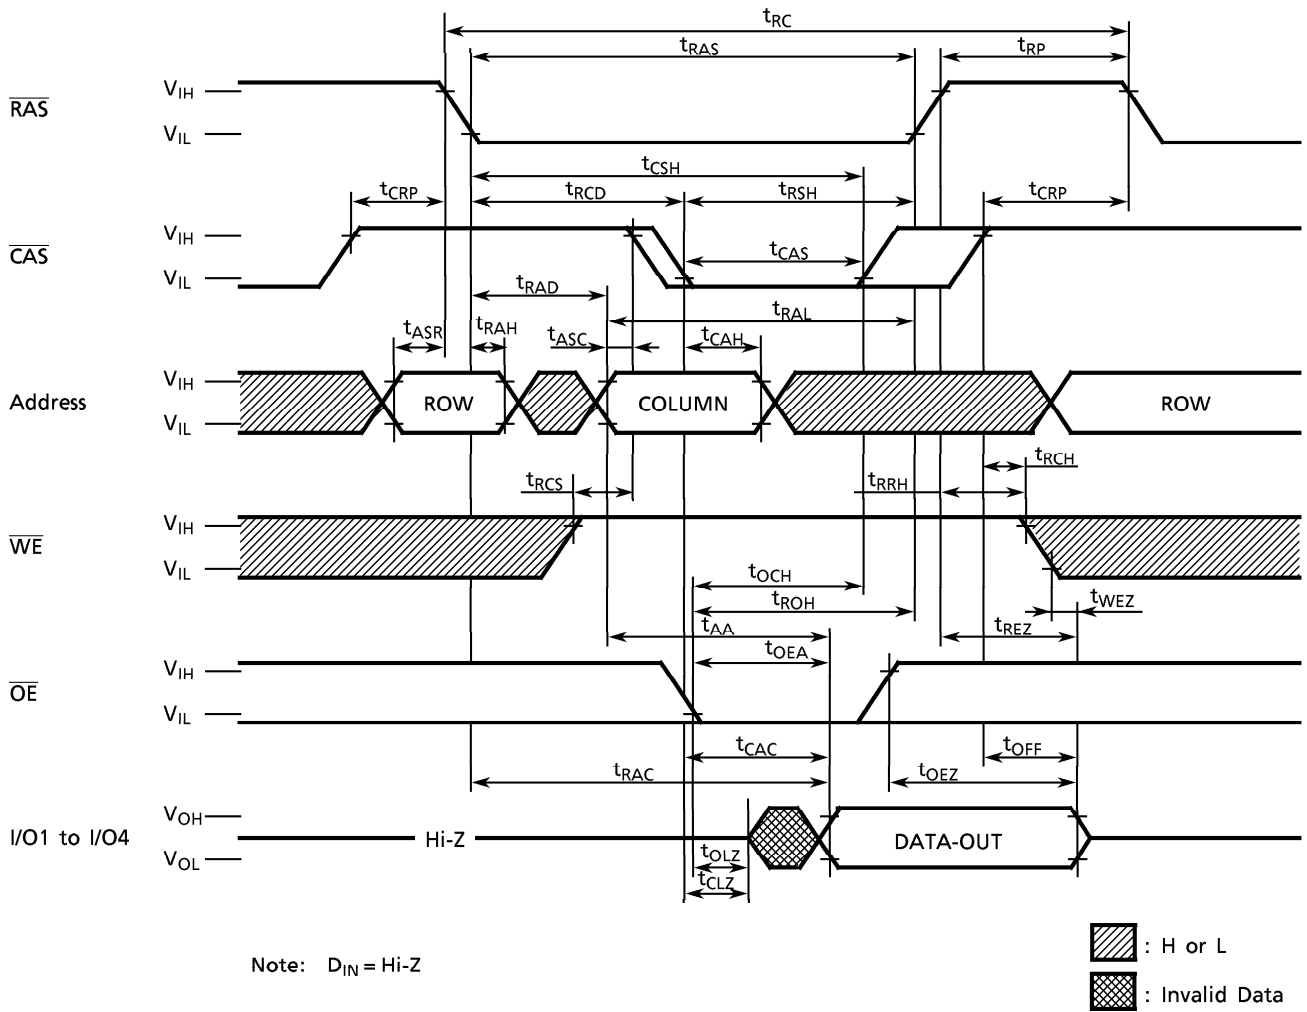 tRC
tRAS
tRP
RAS
VIH
VIL
tCSH
tCRP
tRCD
tRSH
tCRP
CAS
VIH
VIL
tCAS
tRAD
tRAL
tASR
tRAH
tASC
tCAH
Address
VIH
VIL
ROW
COLUMN
ROW
tRCH
tRCS
tRRH
WE
VIH
VIL
tOCH
tROH
tWEZ
tAA
tREZ
tOEA
OE
VIH
VIL
tCAC
tOFF
tRAC
tOEZ
I/O1 to I/O4
VOH
VOL
Hi-Z
DATA-OUT
tOLZ
tCLZ
: H or L
Note: DIN = Hi-Z
: Invalid Data